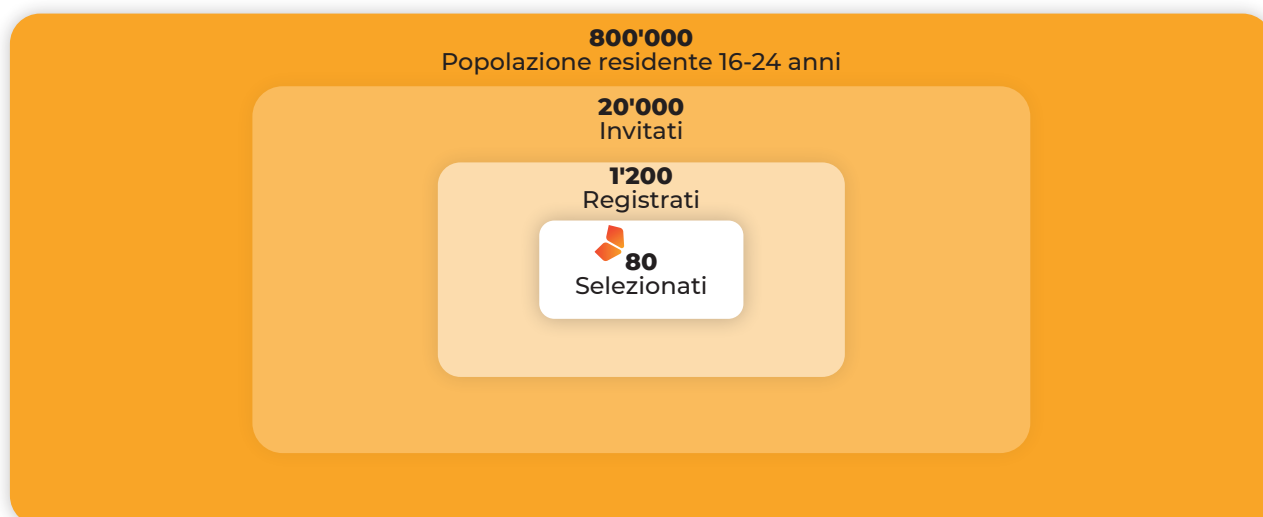 800'000
Popolazione residente 16-24 anni
20'000
Invitati
1'200
Registrati
80
Selezionati